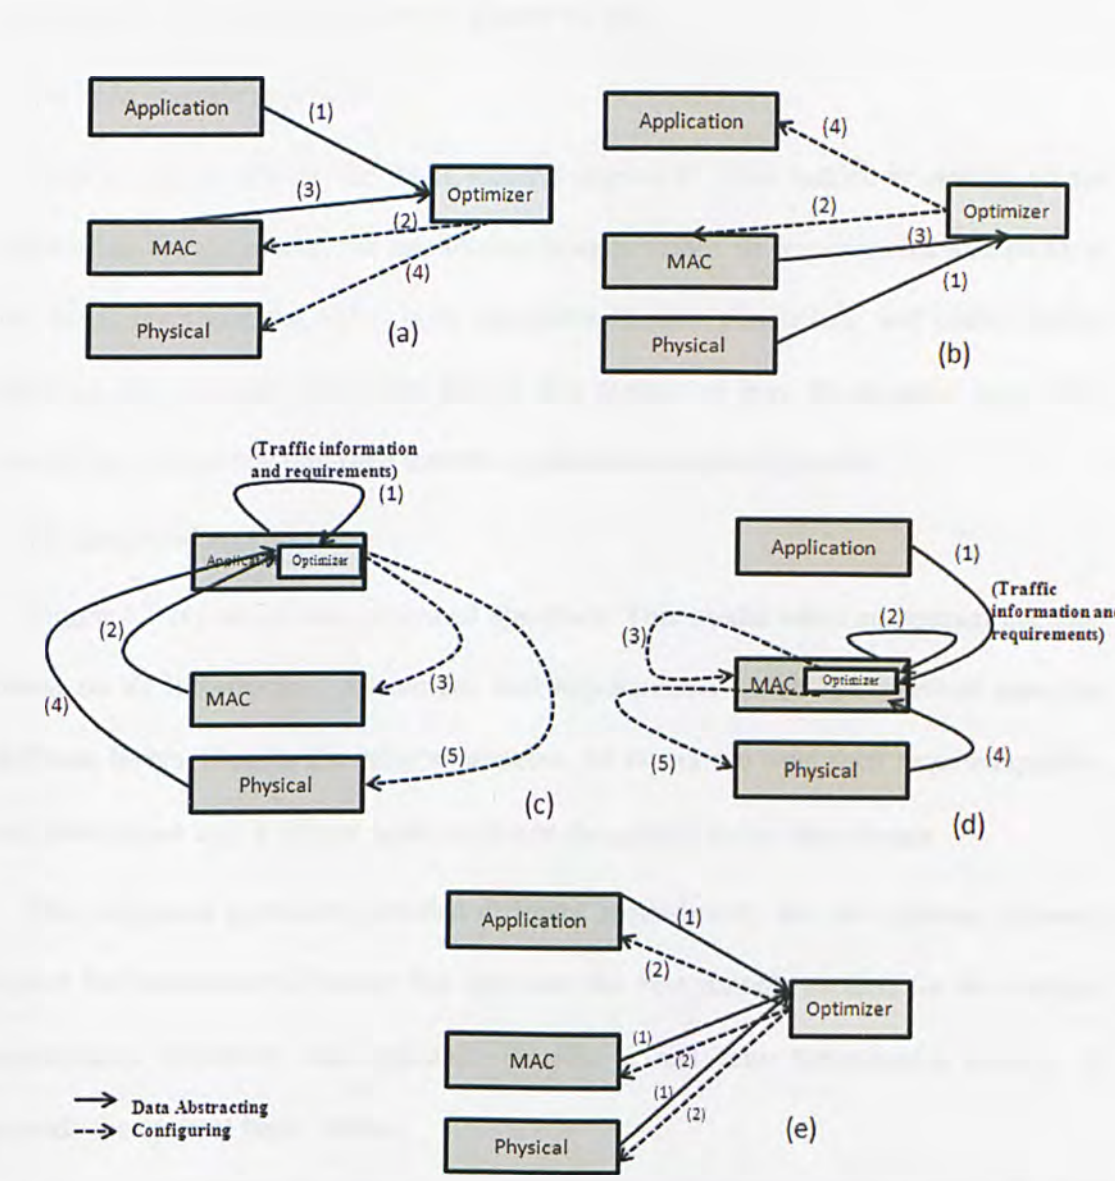 Application
(1)
(3)
Optimizer
(2)
MAC
(4)
Physical
(a)
Application
(4)
(2)
Optimizer
(3)
MAC
(1)
Physical
(b)
(Traffic information
and requirements)
(1)
Optimizer
(2)
(3)
MAC
(4)
(5)
Physical
(c)
Application
(1)
(Traffic
information and
requirements)
(2)
(3)
MAC
Optimizer
(4)
(5)
Physical
(d)
Application
(1)
(2)
Optimizer
(1)
MAC
(2)
(1)
(2)
Physical
(e)
Data Abstracting
Configuring